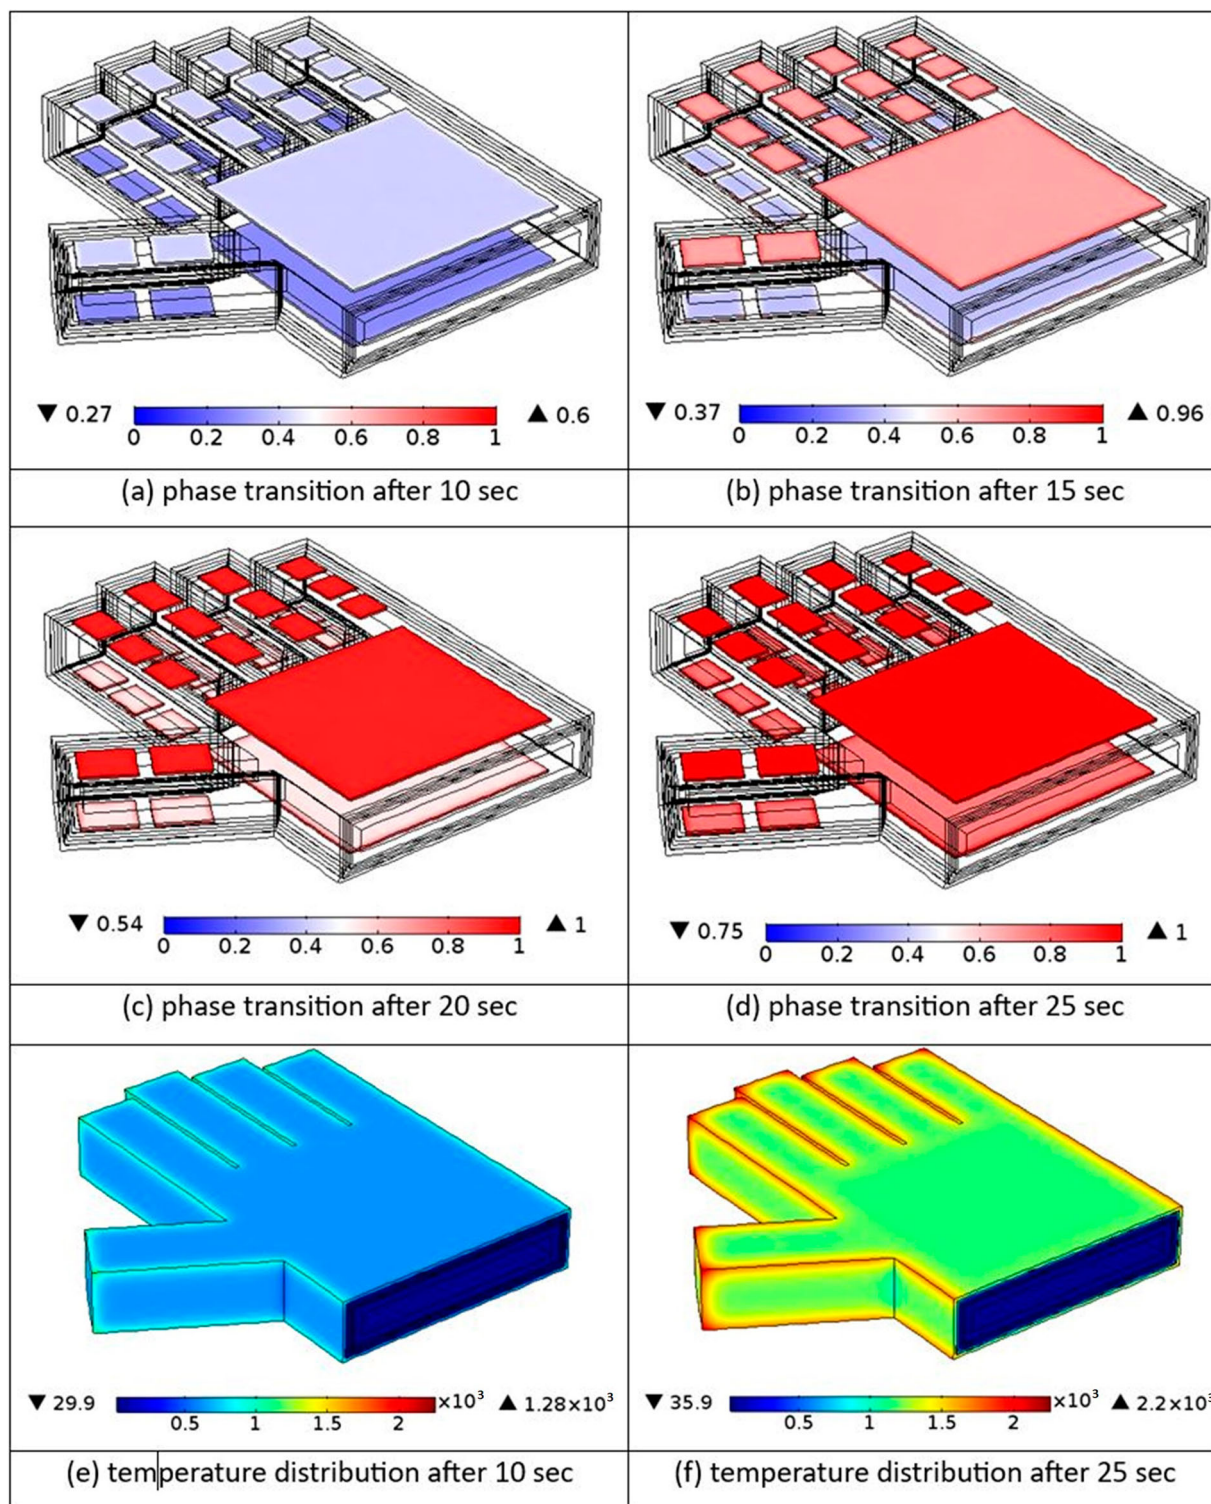 ▼ 0.27 ▲ 0.6
0 0.2 0.4 0.6 0.8 1
▼ 0.37 ▲ 0.96
0 0.2 0.4 0.6 0.8 1
(a) phase transition after 10 sec
(b) phase transition after 15 sec
▼ 0.54 ▲ 1
0 0.2 0.4 0.6 0.8 1
▼ 0.75 ▲ 1
0 0.2 0.4 0.6 0.8 1
(c) phase transition after 20 sec
(d) phase transition after 25 sec
▼ 29.9 ×10³ ▲ 1.28×10³
0.5 1 1.5 2
▼ 35.9 ×10³ ▲ 2.2×10³
0.5 1 1.5 2
(e) temperature distribution after 10 sec
(f) temperature distribution after 25 sec